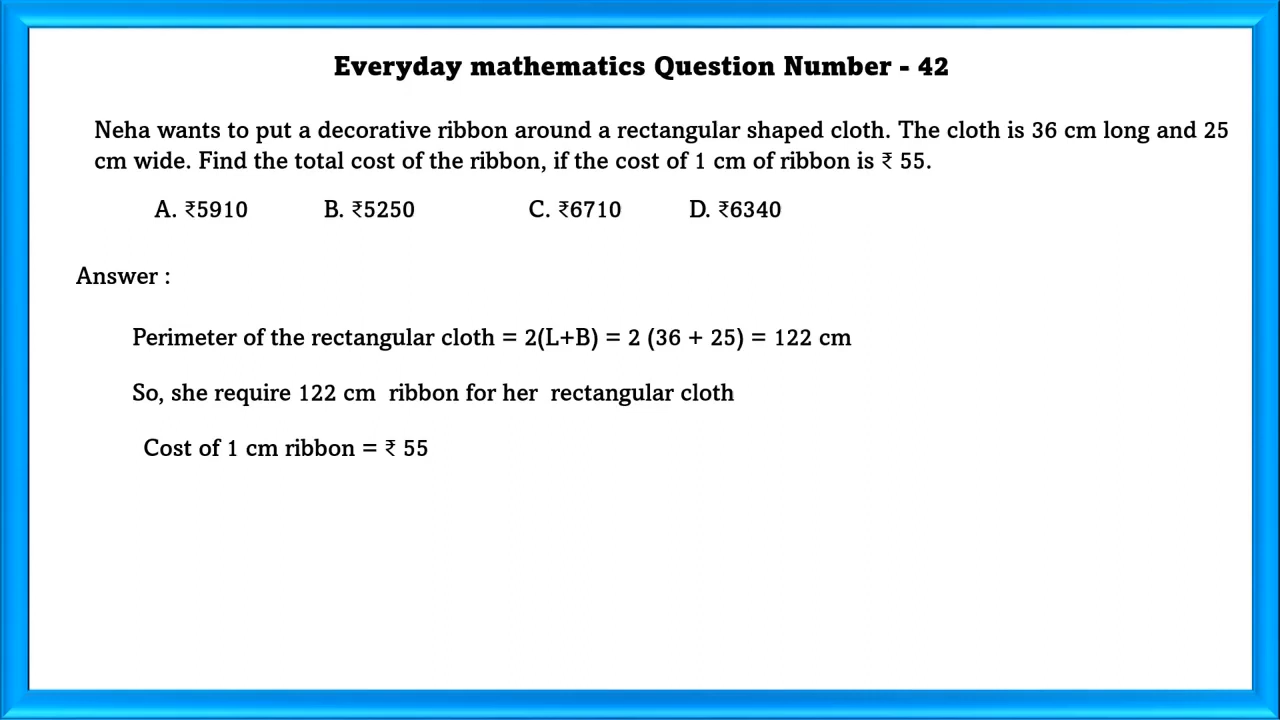 Everyday mathematics Question Number - 42
Neha wants to put a decorative ribbon around a rectangular shaped cloth. The cloth is 36 cm long and 25
cm wide. Find the total cost of the ribbon, if the cost of 1 cm of ribbon is ₹ 55.
A. ₹5910 B. ₹5250 C. ₹6710 D. ₹6340
Answer :
Perimeter of the rectangular cloth = 2(L+B) = 2 (36 + 25) = 122 cm
So, she require 122 cm ribbon for her rectangular cloth
Cost of 1 cm ribbon = ₹ 55